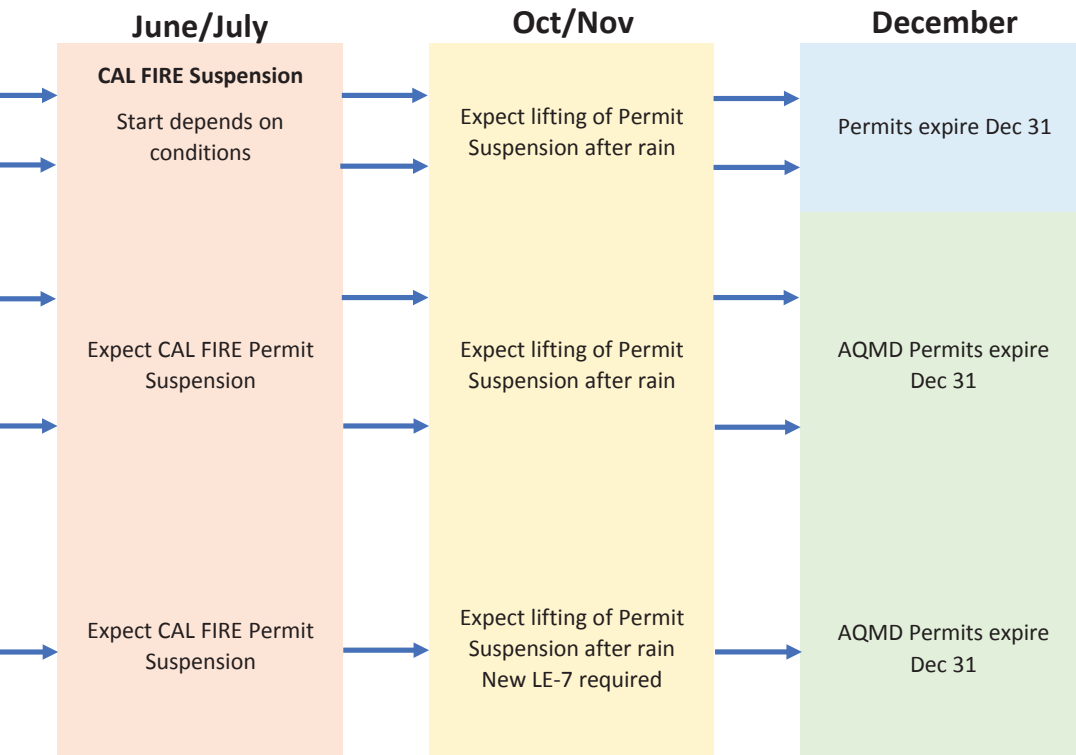 June/July
Oct/Nov
December
CAL FIRE Suspension
Start depends on
conditions
Expect lifting of Permit
Suspension after rain
Permits expire Dec 31
Expect CAL FIRE Permit
Suspension
Expect lifting of Permit
Suspension after rain
AQMD Permits expire
Dec 31
Expect CAL FIRE Permit
Suspension
Expect lifting of Permit
Suspension after rain
New LE-7 required
AQMD Permits expire
Dec 31